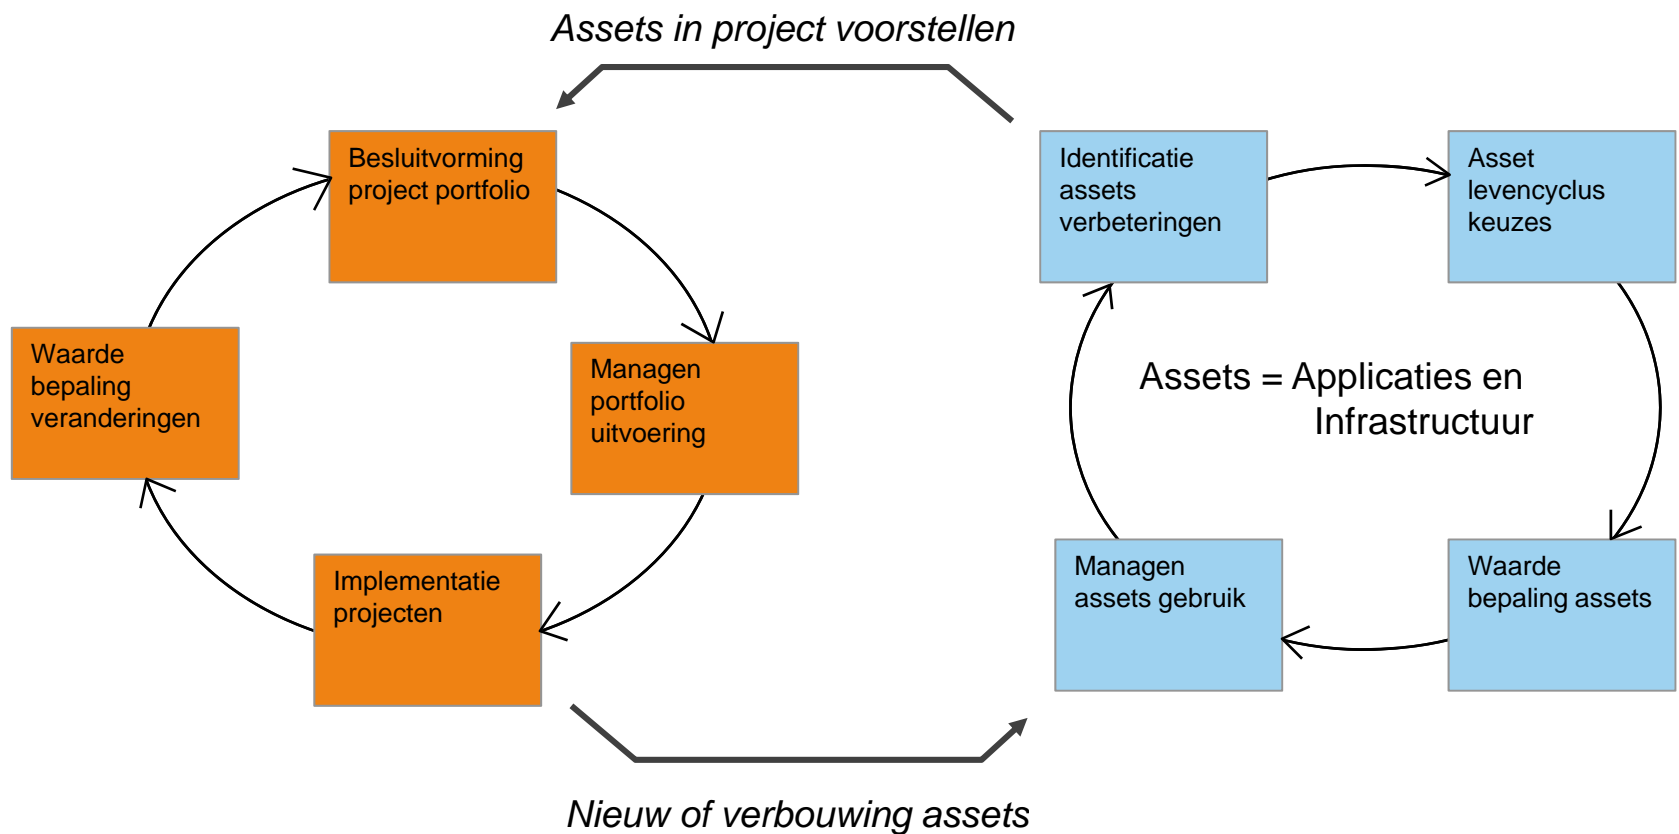 Assets in project voorstellen
Besluitvorming
project portfolio
Identificatie
assets
verbeteringen
Asset
levencyclus
keuzes
Waarde
bepaling
veranderingen
Managen
portfolio
uitvoering
Assets = Applicaties en
Infrastructuur
Implementatie
projecten
Managen
assets gebruik
Waarde
bepaling assets
Nieuw of verbouwing assets